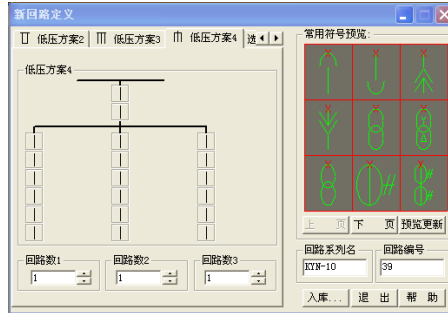 新回路定义
低压方案2 低压方案3 低压方案4 选
常用符号预览:
低压方案4
上 页 下 页 预览更新
回路系列名 回路编号
KYN-10 39
回路数1 回路数2 回路数3
1 1 1
入库... 退 出 帮 助